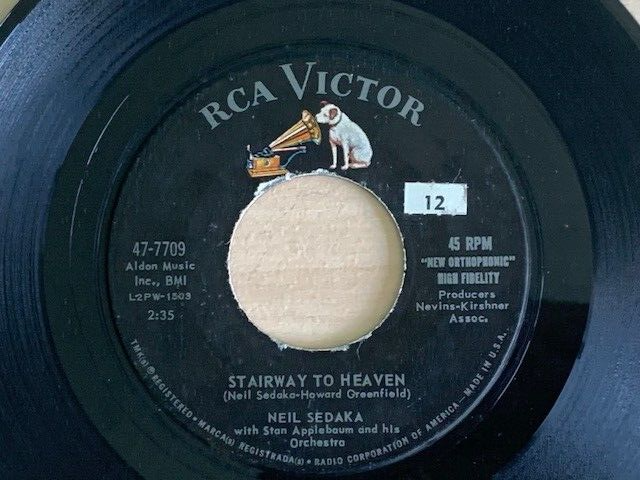 RCA VICTOR
12
47-7709
Aldon Music
Inc., BMI
L2PW-1503
2:35
45 RPM
"NEW ORTHOPHONIC"
HIGH FIDELITY
Producers
Nevins-Kirshner
Assoc.
STAIRWAY TO HEAVEN
(Neil Sedaka-Howard Greenfield)
NEIL SEDAKA
with Stan Applebaum and his
Orchestra
TMK(s) ® REGISTERED • MARCA(s) REGISTRADA(s) • RADIO CORPORATION OF AMERICA - MADE IN U.S.A.